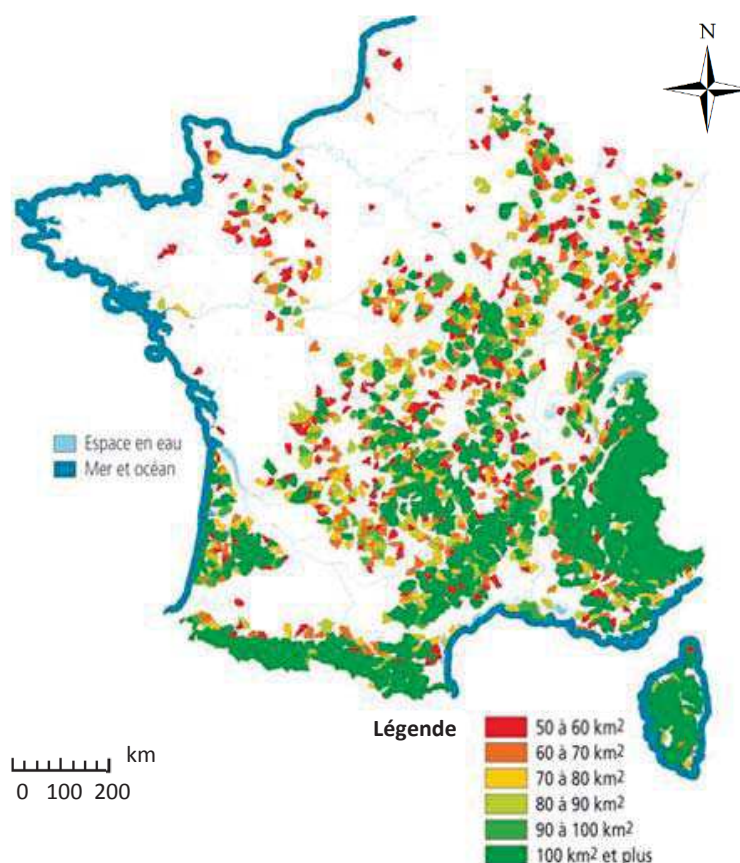 N
Espace en eau
Mer et océan
Légende
50 à 60 km²
60 à 70 km²
70 à 80 km²
80 à 90 km²
90 à 100 km²
100 km² et plus
km
0 100 200